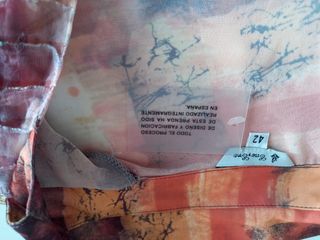 TODO EL PROCESO
DE DISEÑO Y FABRICACION
DE ESTA PRENDA HA SIDO
REALIZADO INTEGRAMENTE
EN ESPAÑA.
42